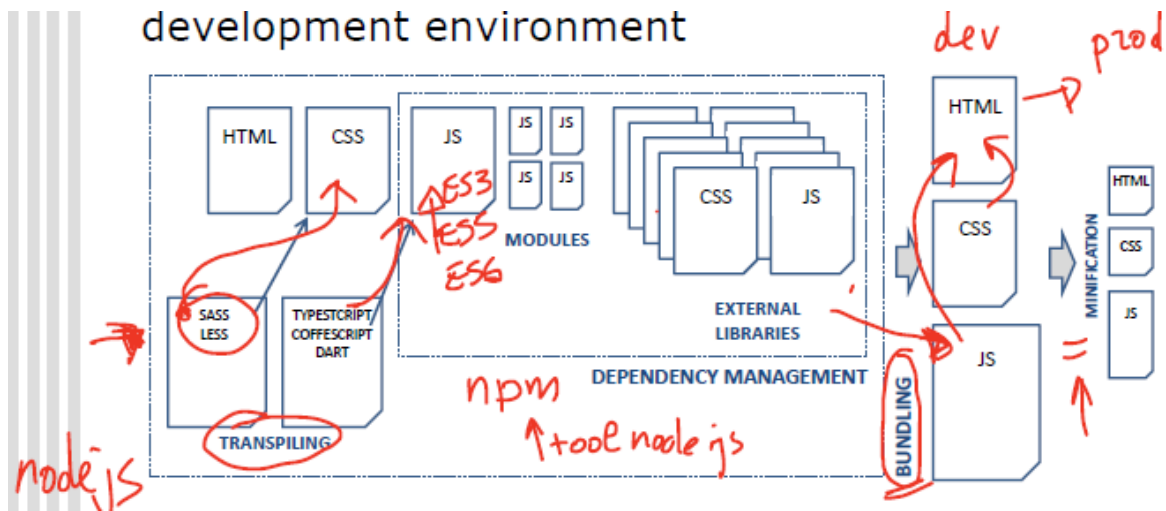 development environment
dev
prod
HTML
CSS
JS
JS
JS
JS
JS
CSS
JS
HTML
ES3
ES5
ES6
MODULES
CSS
HTML
CSS
JS
MINIFICATION
SASS
LESS
TYPESTCRIPT
COFFESCRIPT
DART
EXTERNAL
LIBRARIES
JS
=
DEPENDENCY MANAGEMENT
BUNDLING
npm
TRANSPILING
tool node js
node js